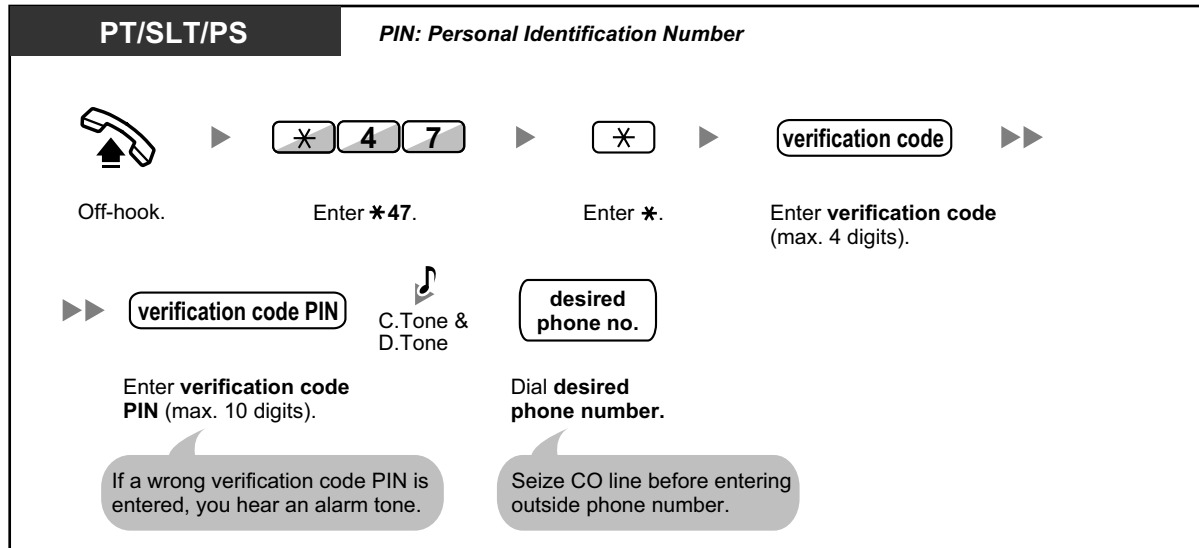 PT/SLT/PS
PIN: Personal Identification Number
* 4 7
*
verification code
Off-hook.
Enter *47.
Enter *.
Enter verification code
(max. 4 digits).
verification code PIN
C.Tone &
D.Tone
desired
phone no.
Enter verification code
PIN (max. 10 digits).
Dial desired
phone number.
If a wrong verification code PIN is
entered, you hear an alarm tone.
Seize CO line before entering
outside phone number.